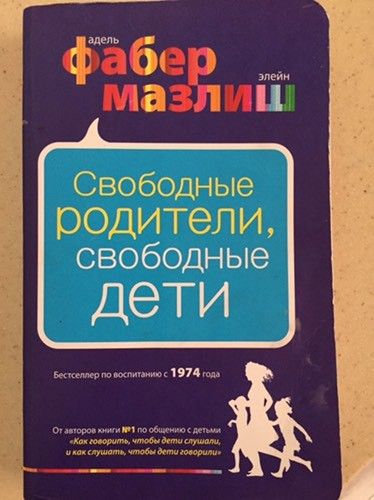 адель
фабер
элейн
мазлиш
Свободные
родители,
свободные
дети
Бестселлер по воспитанию с 1974 года
От авторов книги №1 по общению с детьми
«Как говорить, чтобы дети слушали,
и как слушать, чтобы дети говорили»